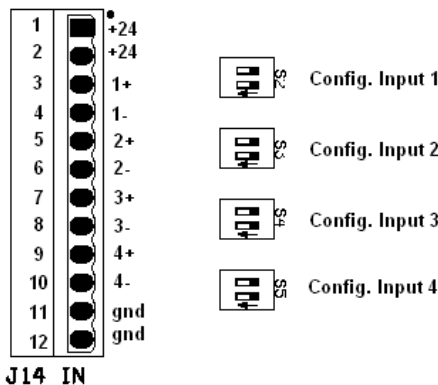 1 +24
2 +24
3 1+
4 1-
5 2+
6 2-
7 3+
8 3-
9 4+
10 4-
11 gnd
12 gnd
J14 IN
S2 Config. Input 1
S3 Config. Input 2
S4 Config. Input 3
S5 Config. Input 4